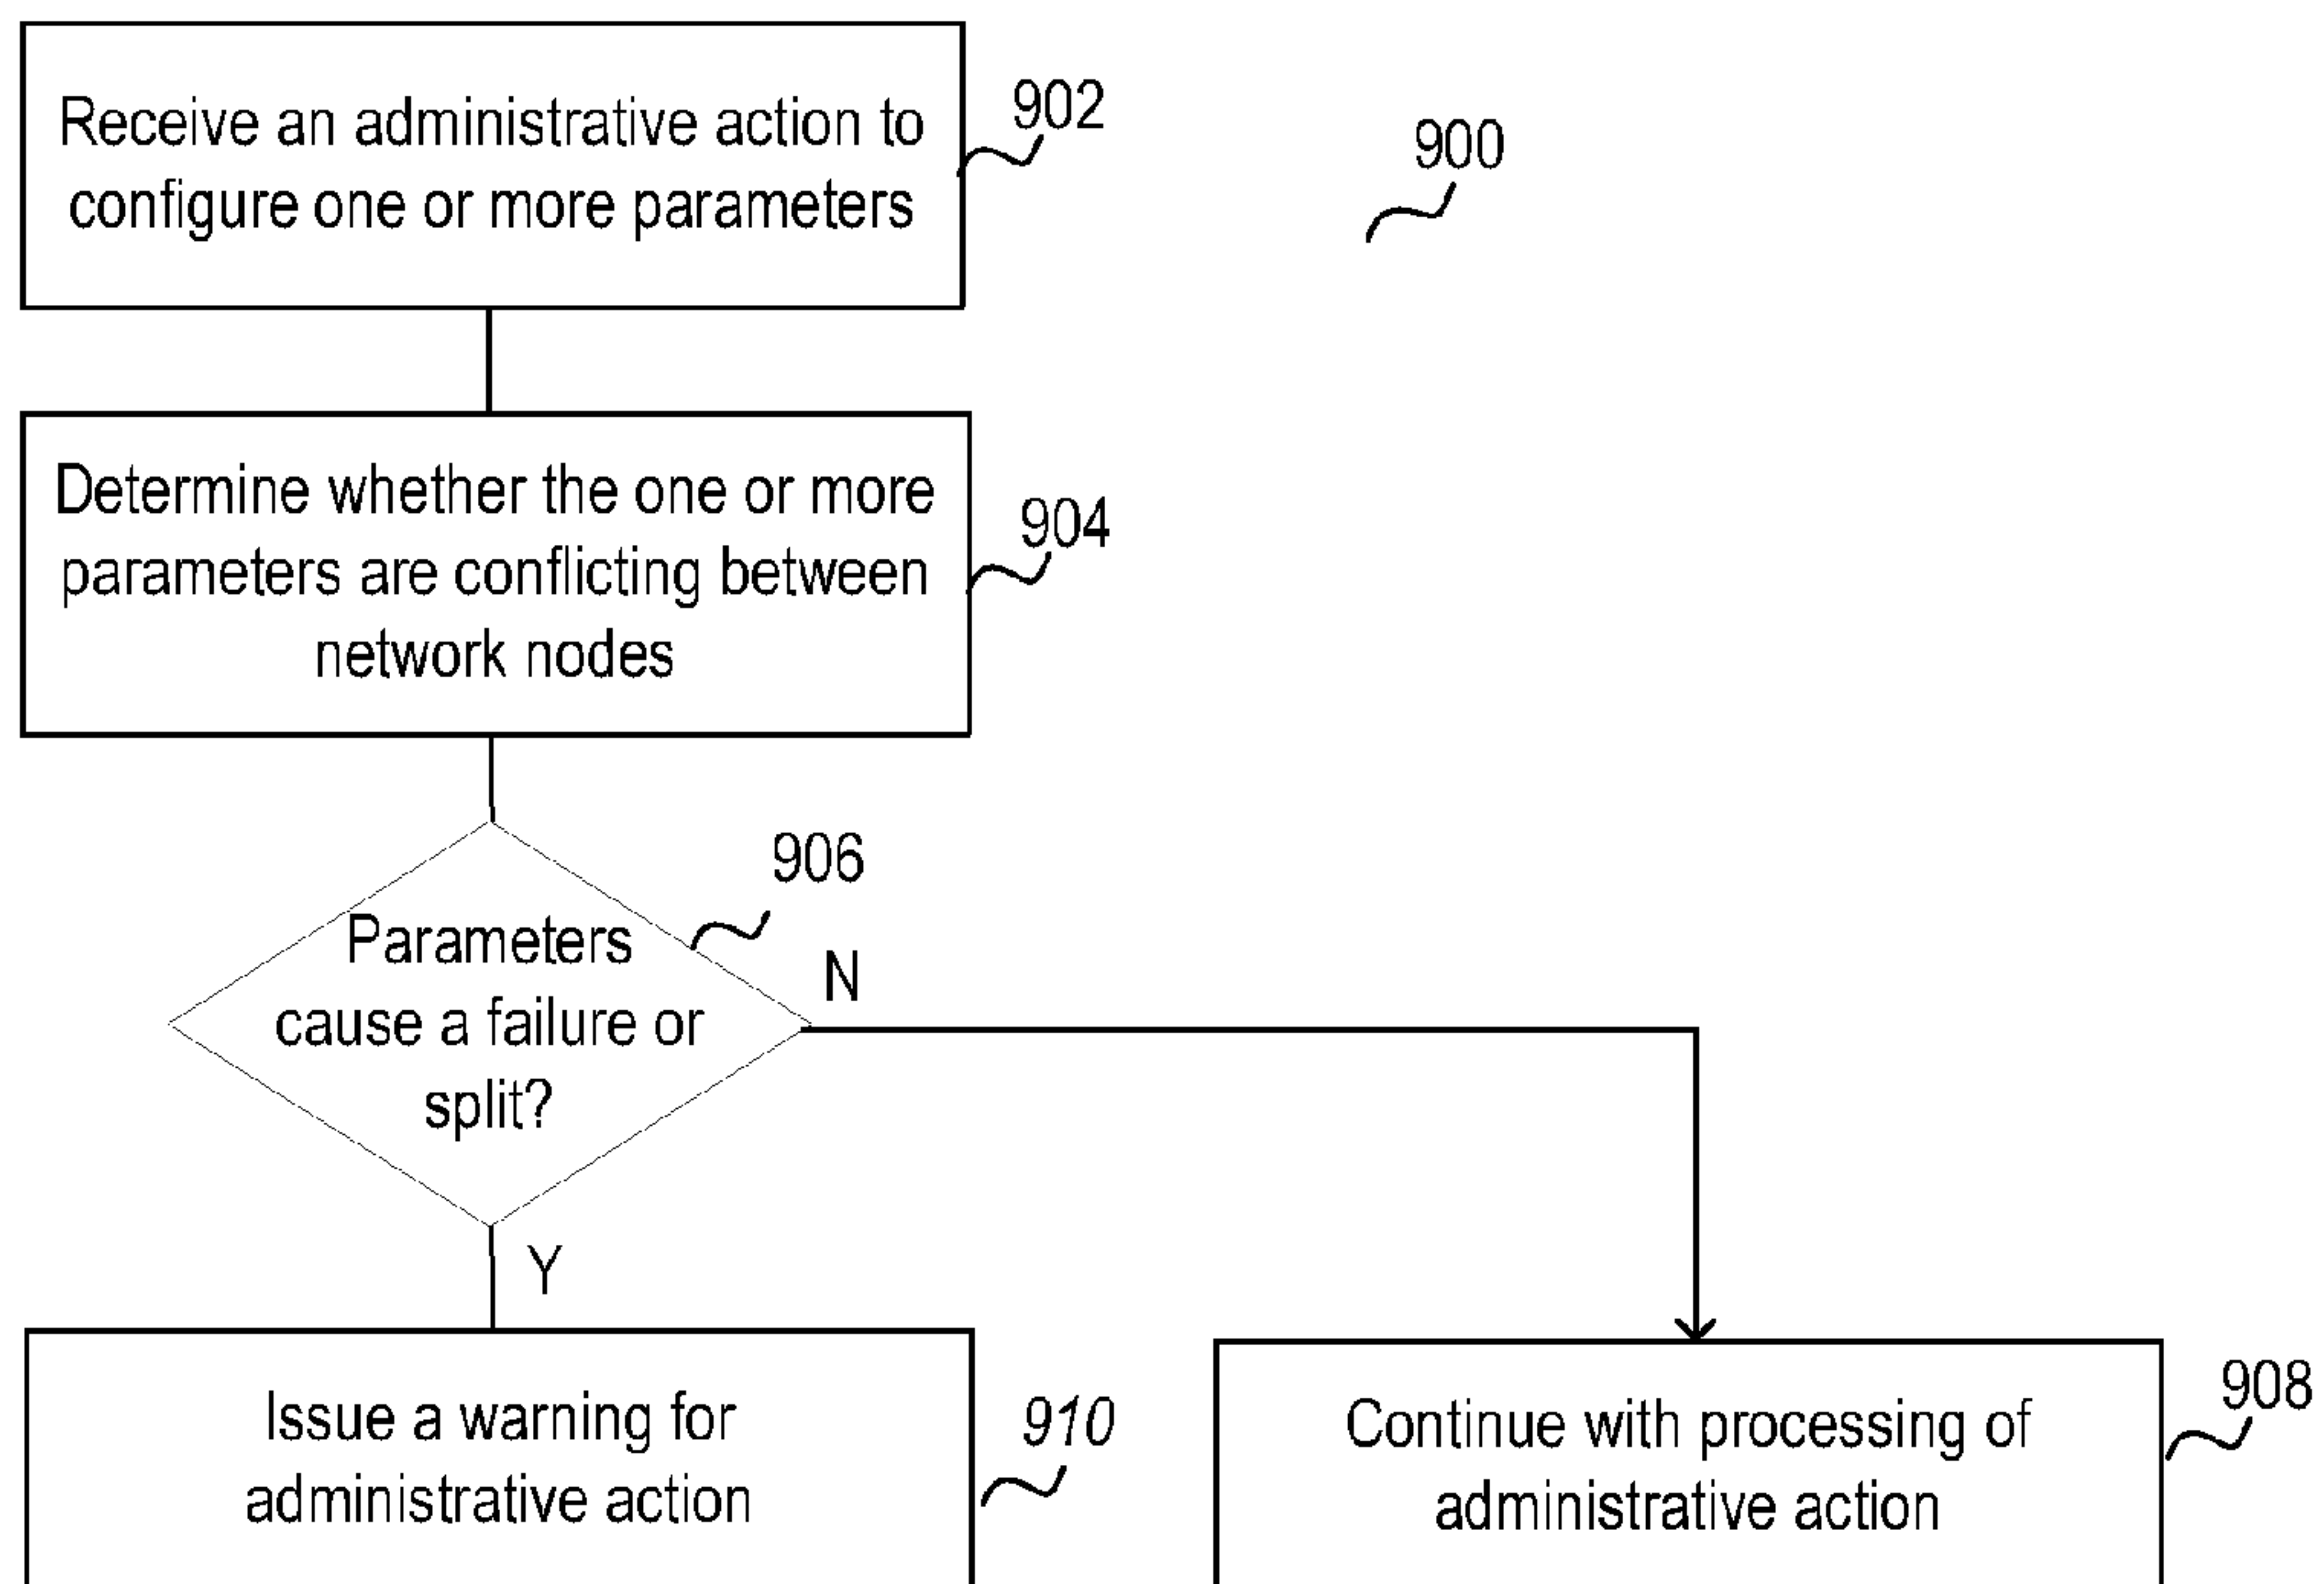 Receive an administrative action to
configure one or more parameters
902
900
Determine whether the one or more
parameters are conflicting between
network nodes
904
906
Parameters
cause a failure or
split?
N
Y
Issue a warning for
administrative action
910
Continue with processing of
administrative action
908